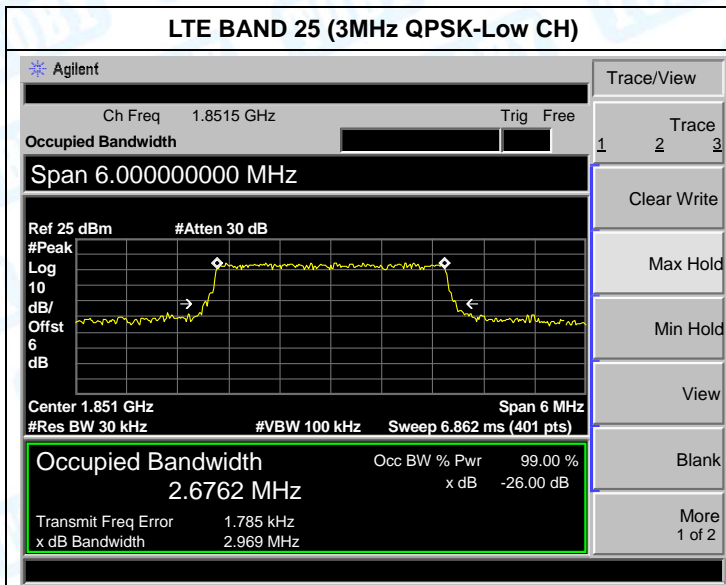 LTE BAND 25 (3MHz QPSK-Low CH)
Agilent
Trace/View
Ch Freq 1.8515 GHz Trig Free
Occupied Bandwidth
Trace
1 2 3
Span 6.000000000 MHz
Clear Write
Ref 25 dBm #Atten 30 dB
#Peak
Log
10
dB/
Offst
6
dB
Max Hold
Min Hold
View
Center 1.851 GHz Span 6 MHz
#Res BW 30 kHz #VBW 100 kHz Sweep 6.862 ms (401 pts)
Occupied Bandwidth Occ BW % Pwr 99.00 %
2.6762 MHz x dB -26.00 dB
Blank
Transmit Freq Error 1.785 kHz
x dB Bandwidth 2.969 MHz
More
1 of 2